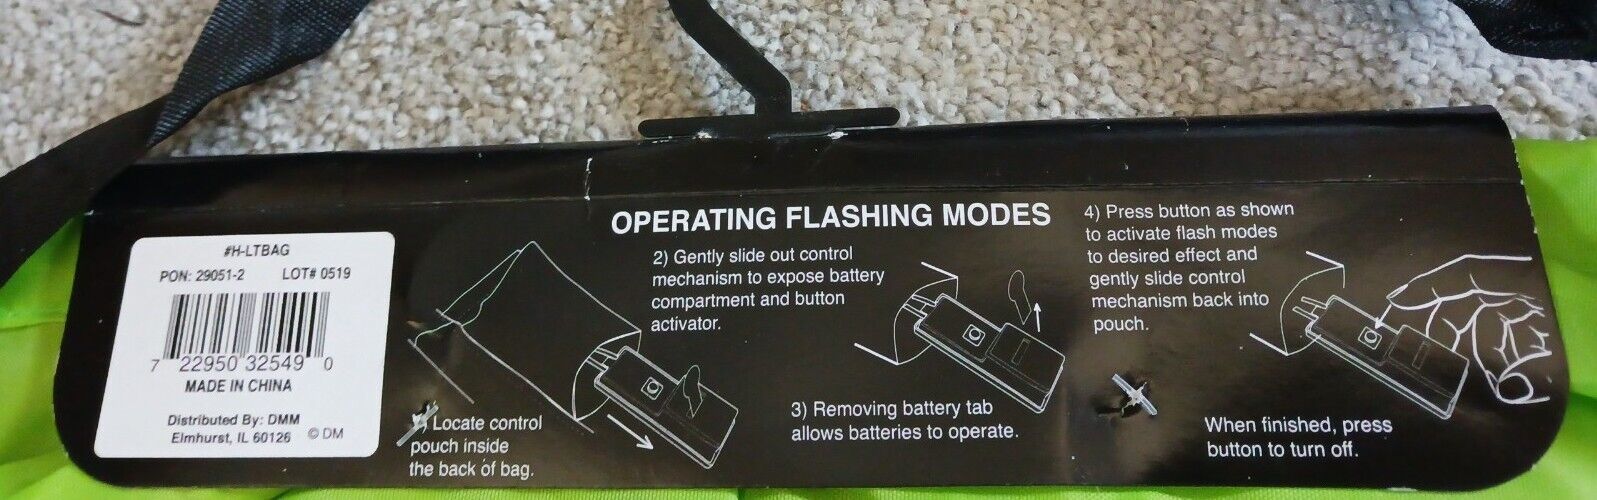 #H-LTBAG
PON: 29051-2 LOT# 0519
7 22950 32549 0
MADE IN CHINA
Distributed By: DMM
Elmhurst, IL 60126 © DM
OPERATING FLASHING MODES
Locate control
pouch inside
the back of bag.
2) Gently slide out control
mechanism to expose battery
compartment and button
activator.
3) Removing battery tab
allows batteries to operate.
4) Press button as shown
to activate flash modes
to desired effect and
gently slide control
mechanism back into
pouch.
When finished, press
button to turn off.